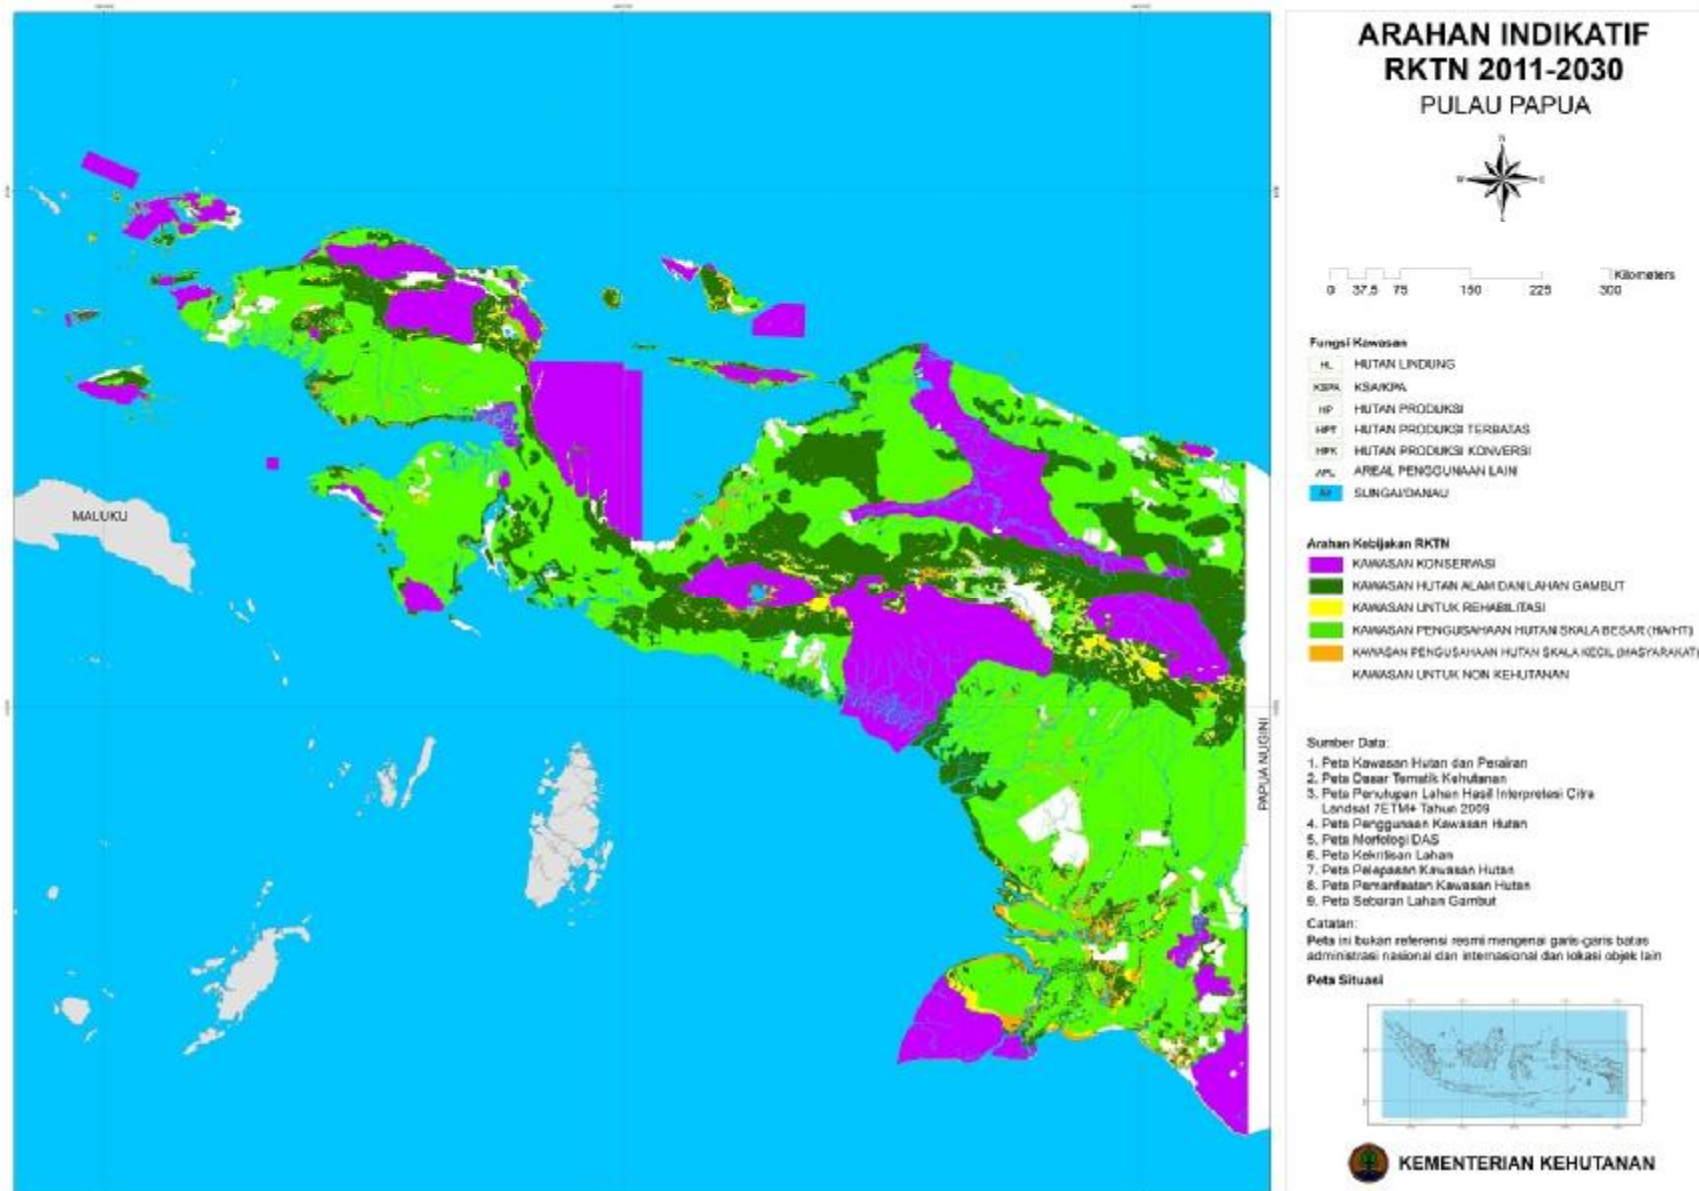 ARAHAN INDIKATIF
RKTN 2011-2030
PULAU PAPUA
N
W E
S
Kilometers
0 37,5 75 150 225 300
Fungsi Kawasan
HL HUTAN LINDUNG
KSPA KSA/KPA
HP HUTAN PRODUKSI
HPT HUTAN PRODUKSI TERBATAS
HPK HUTAN PRODUKSI KONVERSI
APL AREAL PENGGUNAAN LAIN
SUNGAI/DANAU
Arahan Kebijakan RKTN
KAWASAN KONSERVASI
KAWASAN HUTAN ALAM DAN LAHAN GAMBUT
KAWASAN UNTUK REHABILITASI
KAWASAN PENGUSAHAAN HUTAN SKALA BESAR (HA/HT)
KAWASAN PENGUSAHAAN HUTAN SKALA KECIL (MASYARAKAT)
KAWASAN UNTUK NON KEHUTANAN
Sumber Data:
1. Peta Kawasan Hutan dan Perairan
2. Peta Dasar Tematik Kehutanan
3. Peta Penutupan Lahan Hasil Interpretasi Citra
Landsat 7ETM+ Tahun 2009
4. Peta Penggunaan Kawasan Hutan
5. Peta Morfologi DAS
6. Peta Kekritisan Lahan
7. Peta Pelepasan Kawasan Hutan
8. Peta Pemanfaatan Kawasan Hutan
9. Peta Sebaran Lahan Gambut
Catatan:
Peta ini bukan referensi resmi mengenai garis-garis batas
administrasi nasional dan internasional dan lokasi objek lain
Peta Situasi
KEMENTERIAN KEHUTANAN
MALUKU
PAPUA NUGINI